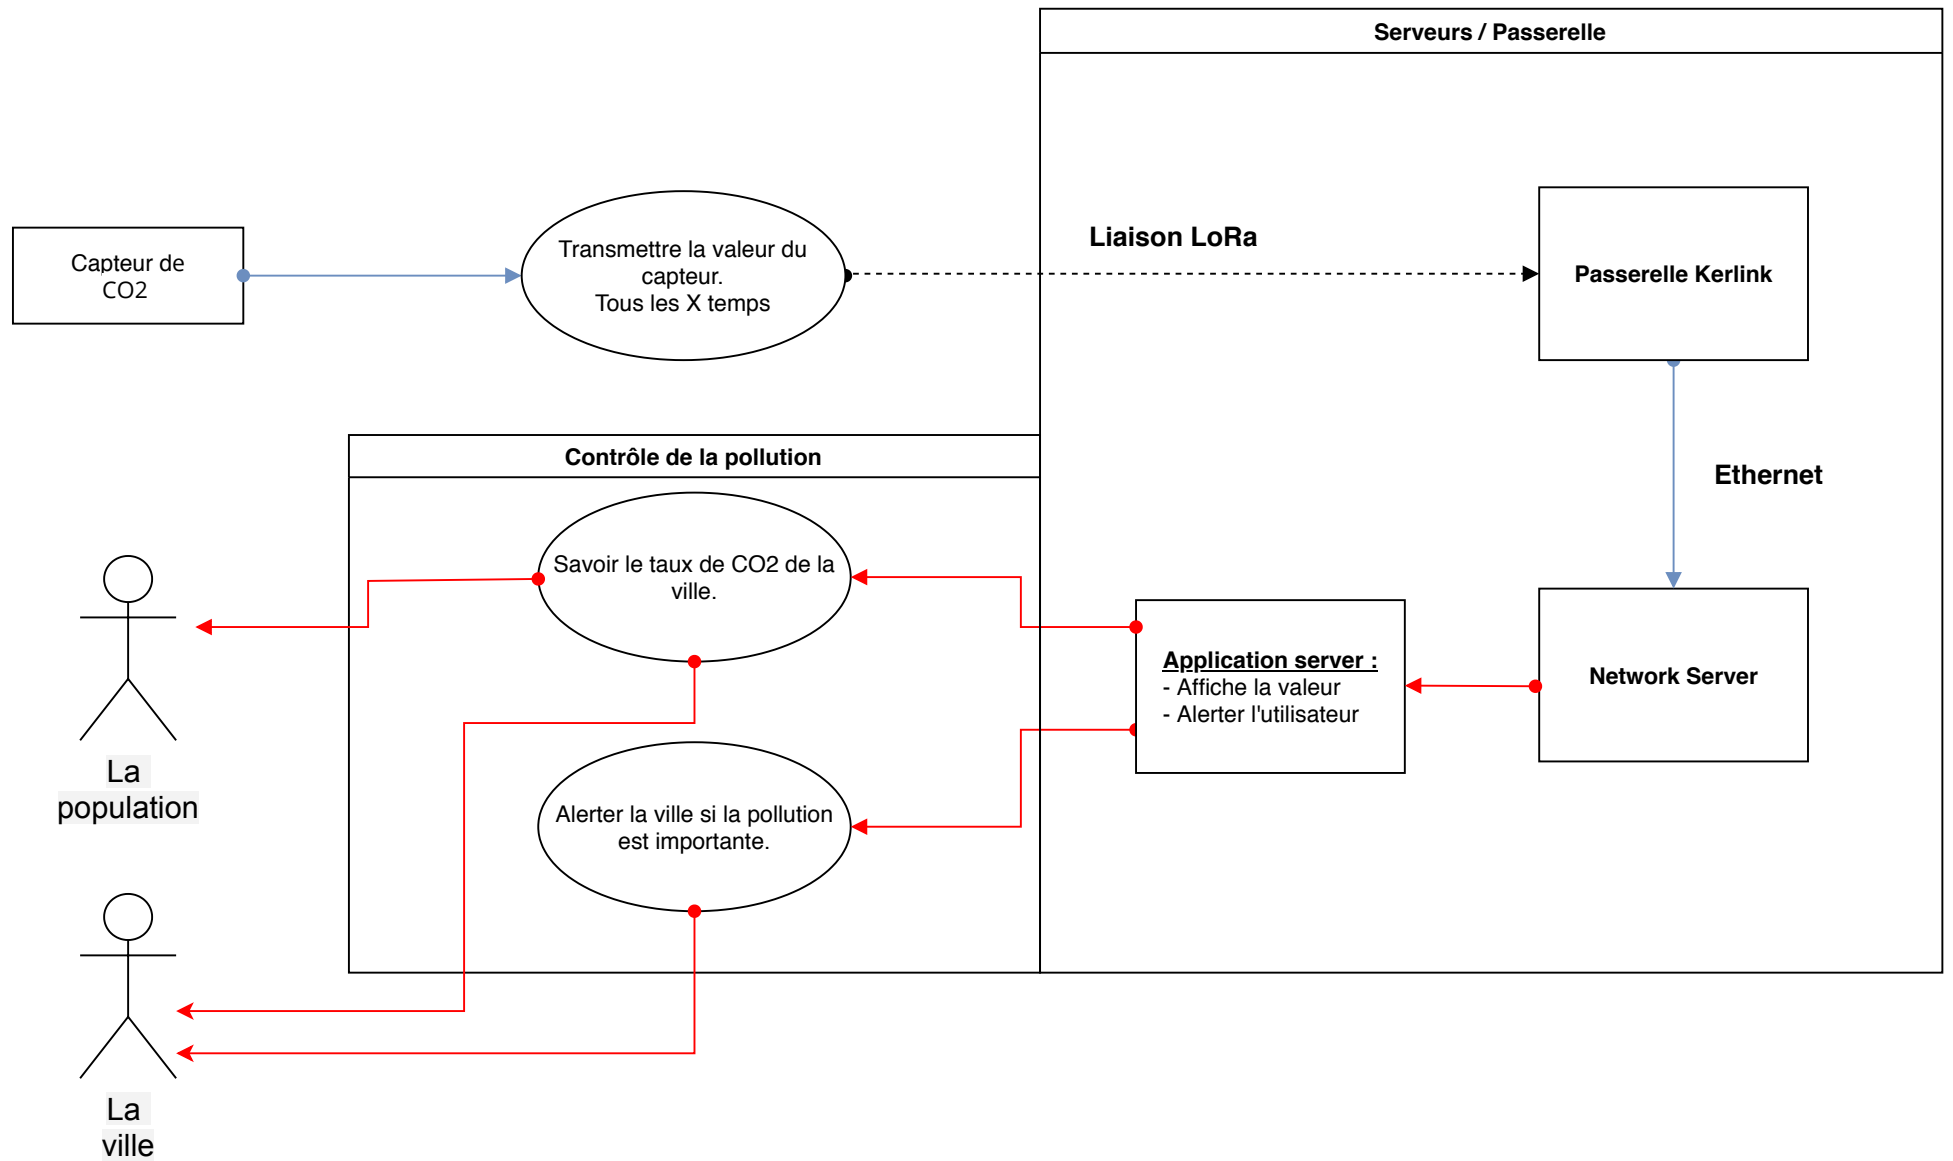 Serveurs / Passerelle
Capteur de
CO2
Transmettre la valeur du
capteur.
Tous les X temps
Liaison LoRa
Passerelle Kerlink
Ethernet
Contrôle de la pollution
Savoir le taux de CO2 de la
ville.
Application server :
- Affiche la valeur
- Alerter l'utilisateur
Network Server
La
population
Alerter la ville si la pollution
est importante.
La
ville